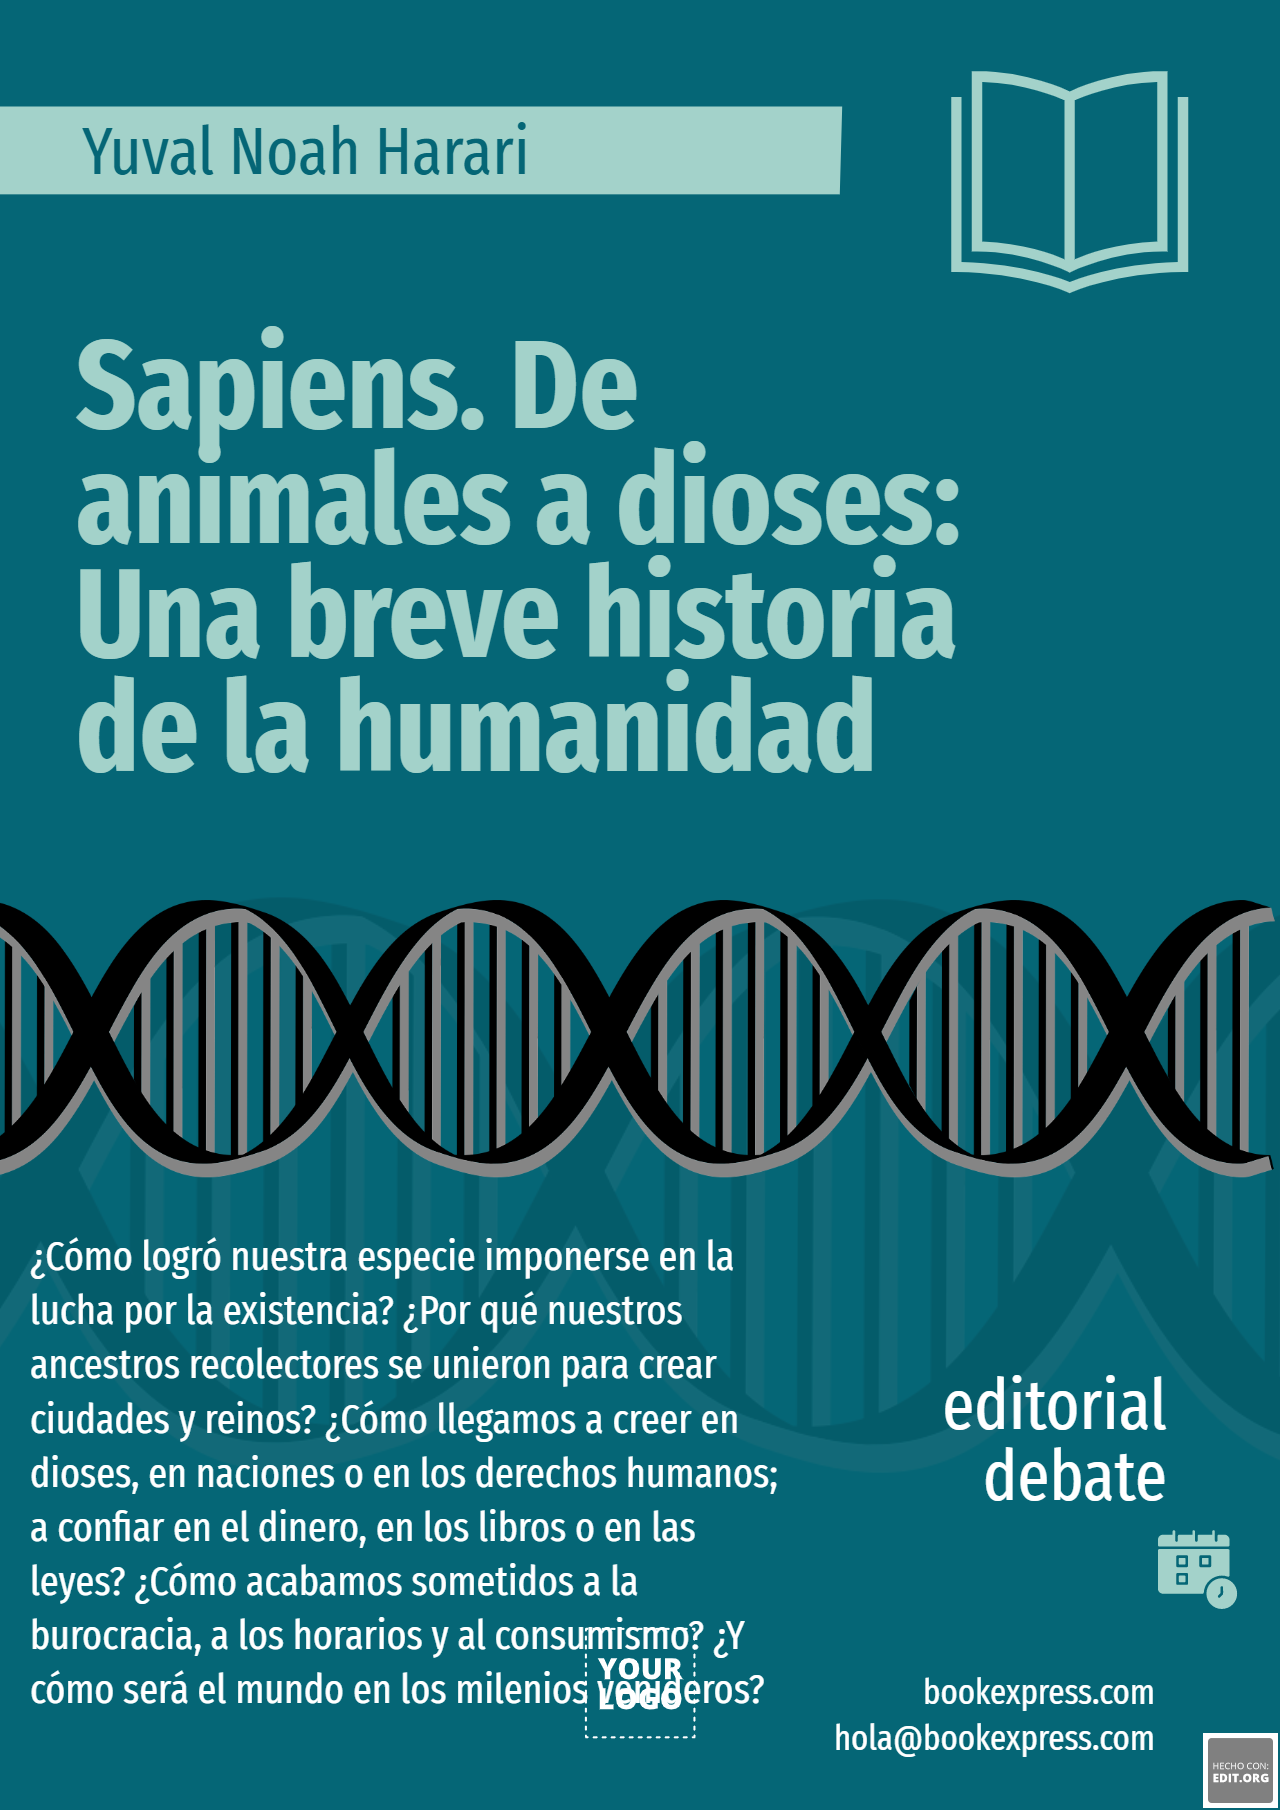 Yuval Noah Harari
Sapiens. De
animales a dioses:
Una breve historia
de la humanidad
¿Cómo logró nuestra especie imponerse en la
lucha por la existencia? ¿Por qué nuestros
ancestros recolectores se unieron para crear
ciudades y reinos? ¿Cómo llegamos a creer en
dioses, en naciones o en los derechos humanos;
a confiar en el dinero, en los libros o en las
leyes? ¿Cómo acabamos sometidos a la
burocracia, a los horarios y al consumismo? ¿Y
cómo será el mundo en los milenios venideros?
YOUR
LOGO
editorial
debate
bookexpress.com
hola@bookexpress.com
HECHO CON:
EDIT.ORG